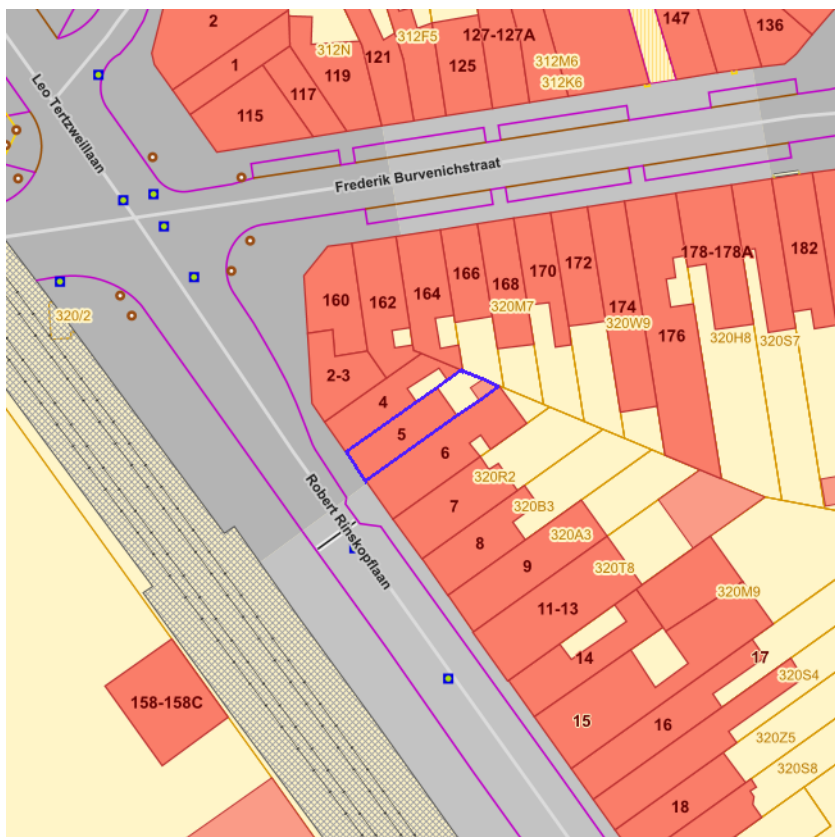 2
147
136
312N
312F5
127-127A
121
312M6
1
119
125
312K6
117
115
Leo Tertzweillaan
Frederik Burvenichstraat
178-178A
182
172
170
166
168
164
160
162
174
320M7
320/2
320W9
176
320H8
320S7
2-3
4
5
6
320R2
7
320B3
8
320A3
9
320T8
Robert Rinskopflaan
11-13
320M9
14
17
320S4
158-158C
15
16
320Z5
320S8
18